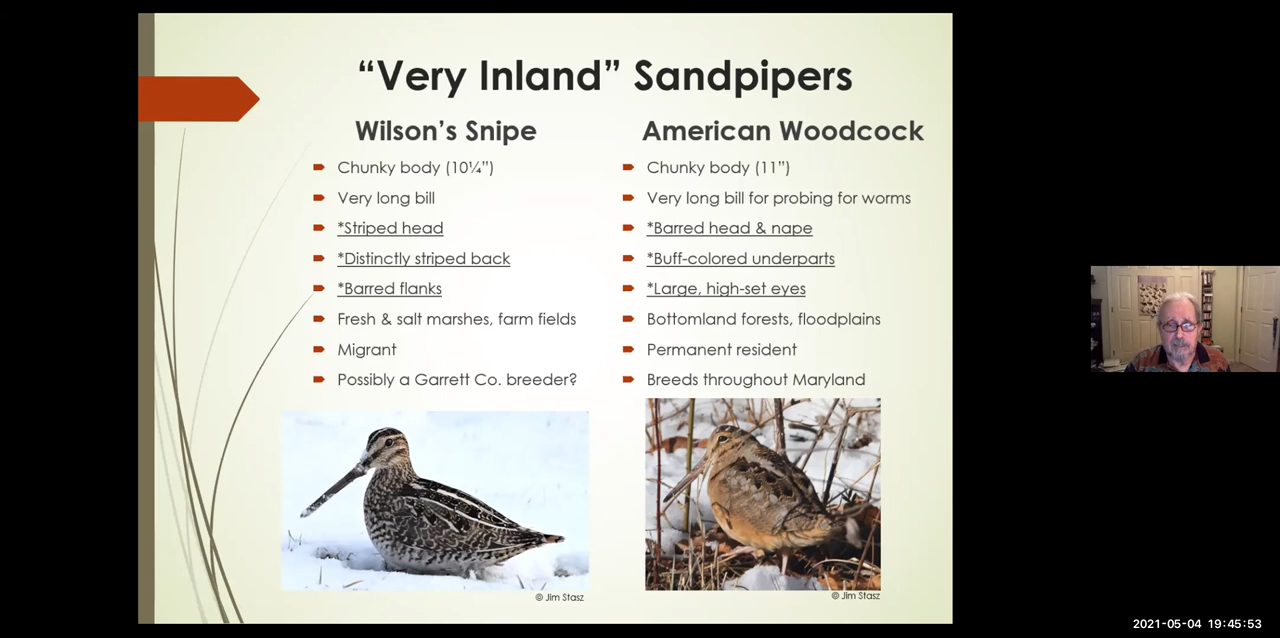 “Very Inland” Sandpipers
Wilson’s Snipe
Chunky body (10¼”)
Very long bill
*Striped head
*Distinctly striped back
*Barred flanks
Fresh & salt marshes, farm fields
Migrant
Possibly a Garrett Co. breeder?
© Jim Stasz
American Woodcock
Chunky body (11”)
Very long bill for probing for worms
*Barred head & nape
*Buff-colored underparts
*Large, high-set eyes
Bottomland forests, floodplains
Permanent resident
Breeds throughout Maryland
© Jim Stasz
2021-05-04 19:45:53